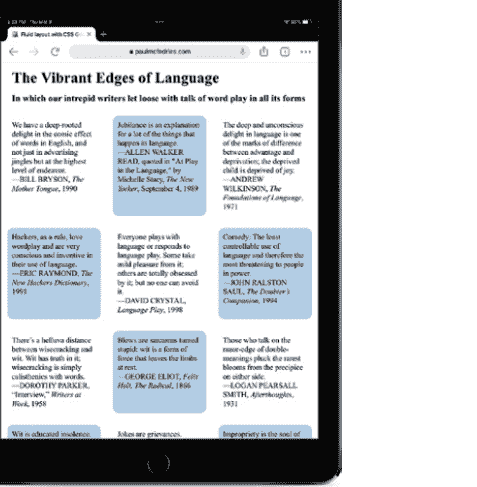 Fluid layout with CSS G
paulmcfedries.com
The Vibrant Edges of Language
In which our intrepid writers let loose with talk of word play in all its forms
We have a deep-rooted
delight in the comic effect
of words in English, and
not just in advertising
jingles but at the highest
level of endeavor.
—BILL BRYSON, The
Mother Tongue, 1990
Jubilance is an explanation
for a lot of the things that
happens in language.
—ALLEN WALKER
READ, quoted in "At Play
in the Language," by
Michelle Stacy, The New
Yorker, September 4, 1989
The deep and unconscious
delight in language is one
of the marks of difference
between advantage and
deprivation; the deprived
child is deprived of joy.
—ANDREW
WILKINSON, The
Foundations of Language,
1971
Hackers, as a rule, love
wordplay and are very
conscious and inventive in
their use of language.
—ERIC RAYMOND, The
New Hackers Dictionary,
1991
Everyone plays with
language or responds to
language play. Some take
mild pleasure from it;
others are totally obsessed
by it; but no one can avoid
it.
—DAVID CRYSTAL,
Language Play, 1998
Comedy: The least
controllable use of
language and therefore the
most threatening to people
in power.
—JOHN RALSTON
SAUL, The Doubter's
Companion, 1994
There's a helluva distance
between wisecracking and
wit. Wit has truth in it;
wisecracking is simply
calisthenics with words.
—DOROTHY PARKER,
"Interview," Writers at
Work, 1958
Blows are sarcasms turned
stupid: wit is a form of
force that leaves the limbs
at rest.
—GEORGE ELIOT, Felix
Holt, The Radical, 1866
Those who talk on the
razor-edge of double-
meanings pluck the rarest
blooms from the precipice
on either side.
—LOGAN PEARSALL
SMITH, Afterthoughts,
1931
Wit is educated insolence.
Jokes are grievances.
Impropriety is the soul of